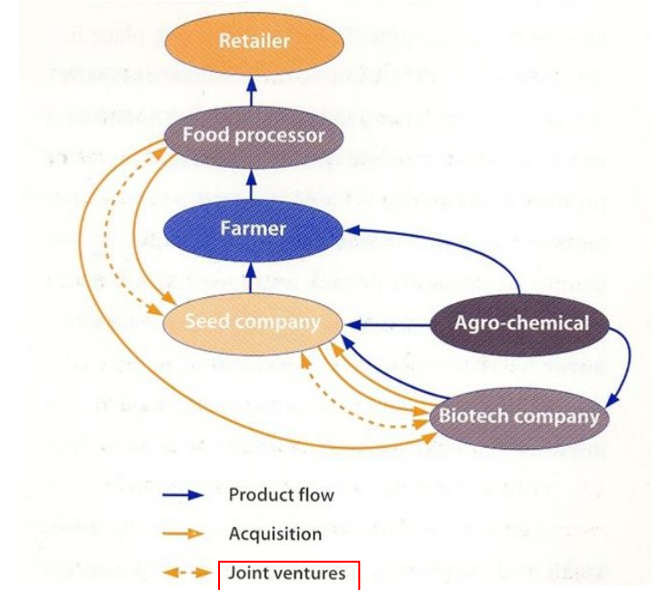 Retailer
Food processor
Farmer
Seed company
Agro-chemical
Biotech company
Product flow
Acquisition
Joint ventures